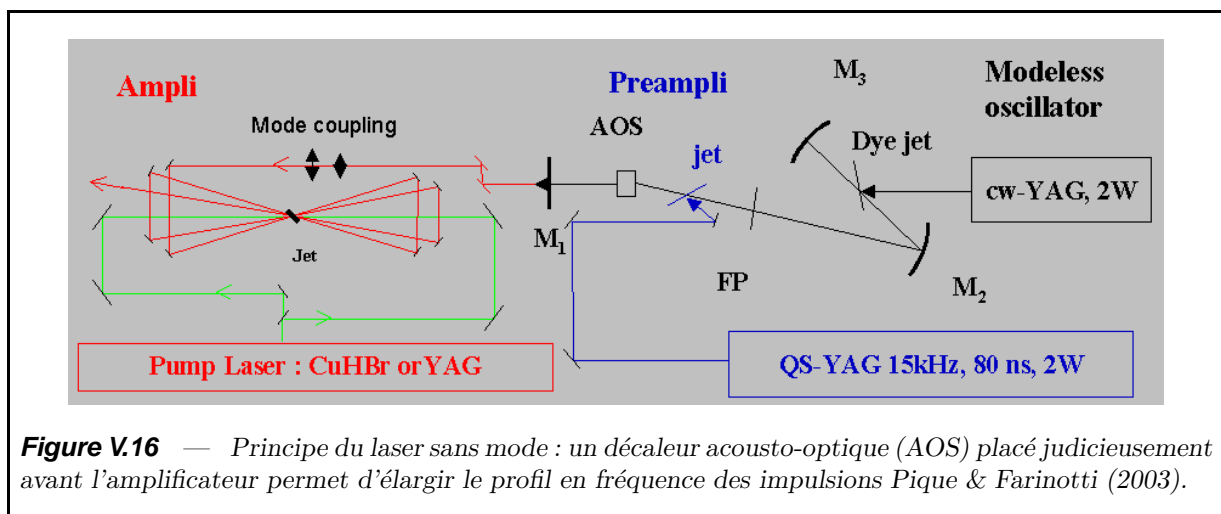 M3
Modeless
oscillator
Ampli
Preampli
Mode coupling
AOS
Dye jet
jet
cw-YAG, 2W
Jet
M1
FP
M2
Pump Laser : CuHBr or YAG
QS-YAG 15kHz, 80 ns, 2W
Figure V.16 — Principe du laser sans mode : un décaleur acousto-optique (AOS) placé judicieusement
avant l'amplificateur permet d'élargir le profil en fréquence des impulsions Pique & Farinotti (2003).